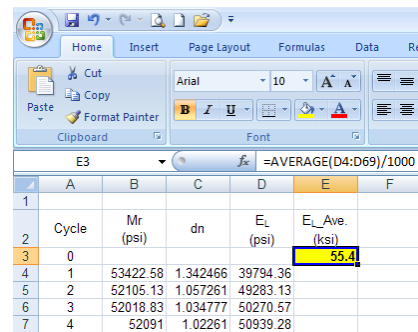 Home Insert Page Layout Formulas Data Re
Cut
Copy
Format Painter
Paste
Clipboard
Arial 10 A A
B I U A
Font
E3 fx =AVERAGE(D4:D69)/1000
A B C D E F
1
2 Cycle Mr (psi) dn EL (psi) EL_Ave. (ksi)
3 0 55.4
4 1 53422.58 1.342466 39794.36
5 2 52105.13 1.057261 49283.13
6 3 52018.83 1.034777 50270.57
7 4 52091 1.02261 50939.28